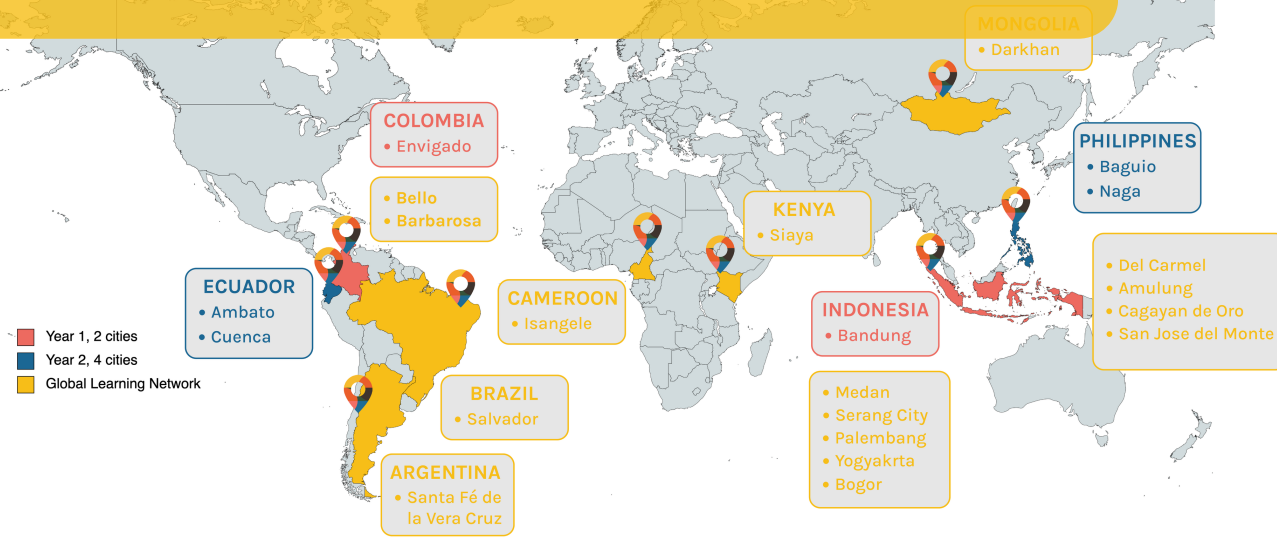 MONGOLIA
• Darkhan
COLOMBIA
• Envigado
• Bello
• Barbarosa
PHILIPPINES
• Baguio
• Naga
KENYA
• Siaya
• Del Carmel
• Amulung
• Cagayan de Oro
• San Jose del Monte
ECUADOR
• Ambato
• Cuenca
CAMEROON
• Isangele
INDONESIA
• Bandung
Year 1, 2 cities
Year 2, 4 cities
Global Learning Network
BRAZIL
• Salvador
• Medan
• Serang City
• Palembang
• Yogyakrta
• Bogor
ARGENTINA
• Santa Fé de
la Vera Cruz